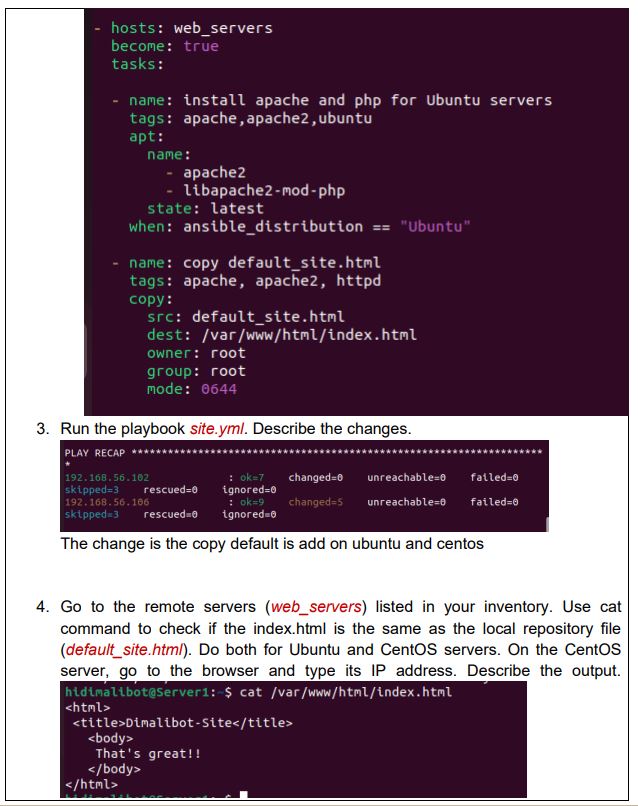 - hosts: web_servers
become: true
tasks:
- name: install apache and php for Ubuntu servers
tags: apache,apache2,ubuntu
apt:
name:
- apache2
- libapache2-mod-php
state: latest
when: ansible_distribution == "Ubuntu"
- name: copy default_site.html
tags: apache, apache2, httpd
copy:
src: default_site.html
dest: /var/www/html/index.html
owner: root
group: root
mode: 0644
3. Run the playbook site.yml. Describe the changes.
PLAY RECAP *********************************************************************
*
192.168.56.102 : ok=7 changed=0 unreachable=0 failed=0
skipped=3 rescued=0 ignored=0
192.168.56.106 : ok=9 changed=5 unreachable=0 failed=0
skipped=3 rescued=0 ignored=0
The change is the copy default is add on ubuntu and centos
4. Go to the remote servers (web_servers) listed in your inventory. Use cat
command to check if the index.html is the same as the local repository file
(default_site.html). Do both for Ubuntu and CentOS servers. On the CentOS
server, go to the browser and type its IP address. Describe the output.
hidimalibot@Server1:~$ cat /var/www/html/index.html
<html>
<title>Dimalibot-Site</title>
<body>
That's great!!
</body>
</html>